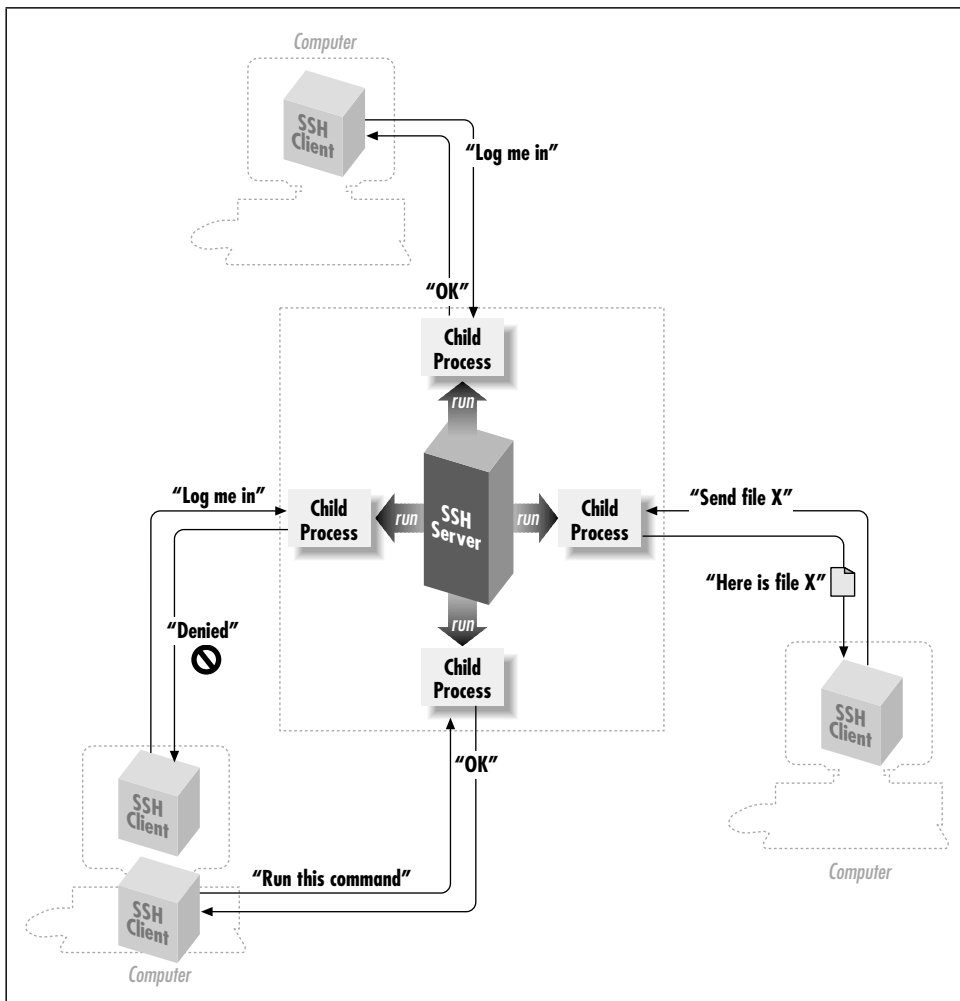 Computer
SSH
Client
“Log me in”
“OK”
Child
Process
run
“Log me in”
Child
Process
run
SSH
Server
run
Child
Process
“Send file X”
“Here is file X”
“Denied”
run
Child
Process
“OK”
SSH
Client
SSH
Client
Computer
“Run this command”
SSH
Client
Computer